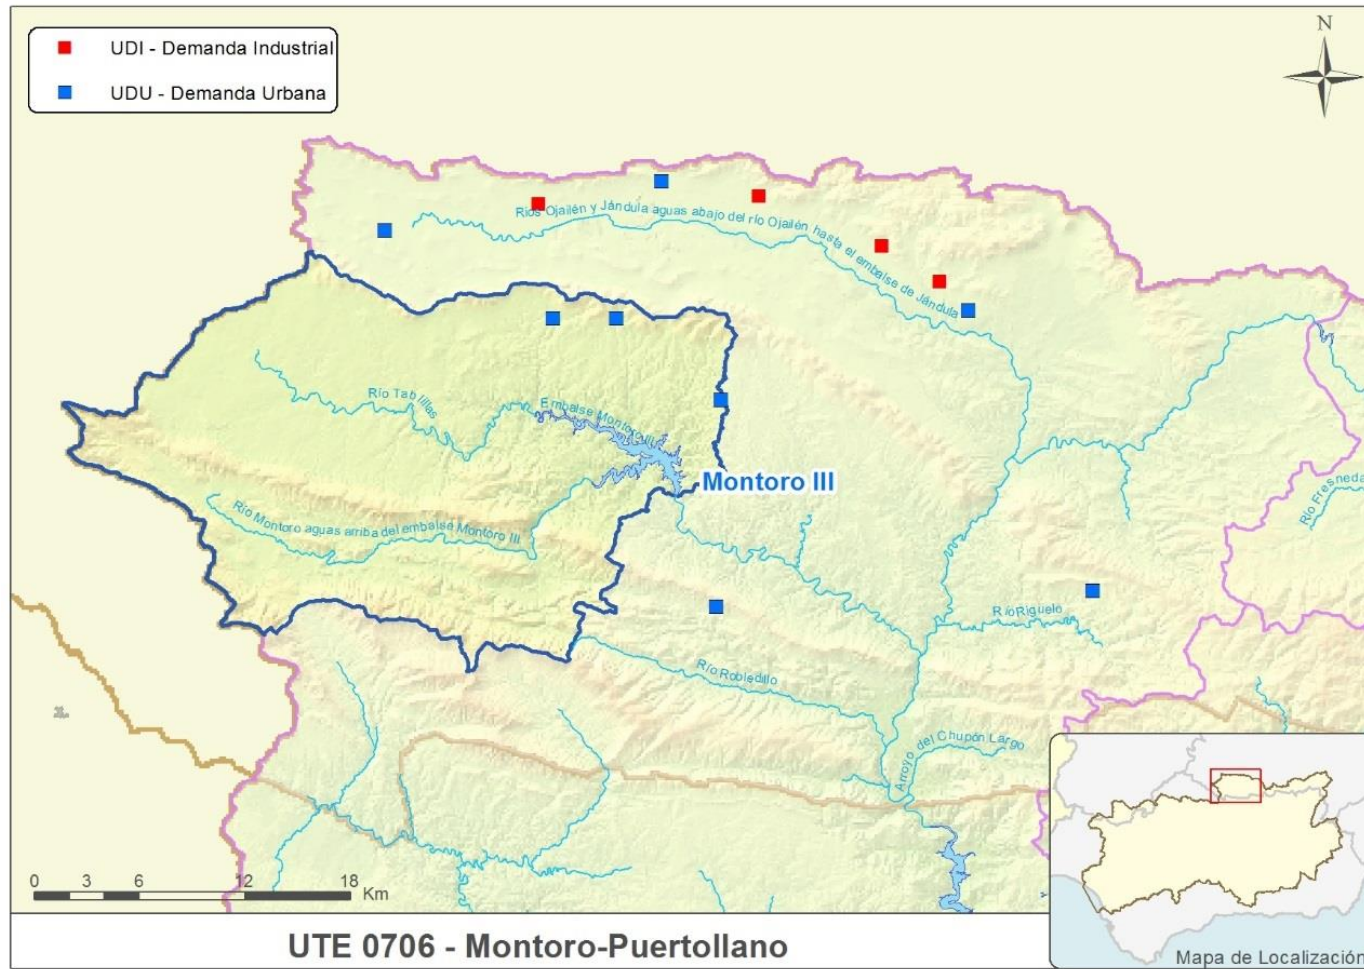 UDI - Demanda Industrial
UDU - Demanda Urbana
N
Ríos Ojailén y Jándula aguas abajo del río Ojailén hasta el embalse de Jándula
Río Tablillas
Embalse Montoro III
Montoro III
Río Montoro aguas arriba del embalse Montoro III
Río Fresneda
Río Riguelo
Río Robledillo
Arroyo del Chupón Largo
0 3 6 12 18 Km
UTE 0706 - Montoro-Puertollano
Mapa de Localización